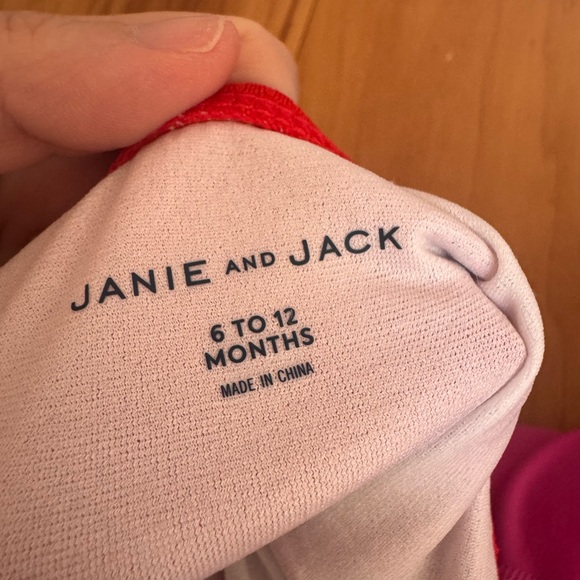 JANIE AND JACK
6 TO 12
MONTHS
MADE IN CHINA